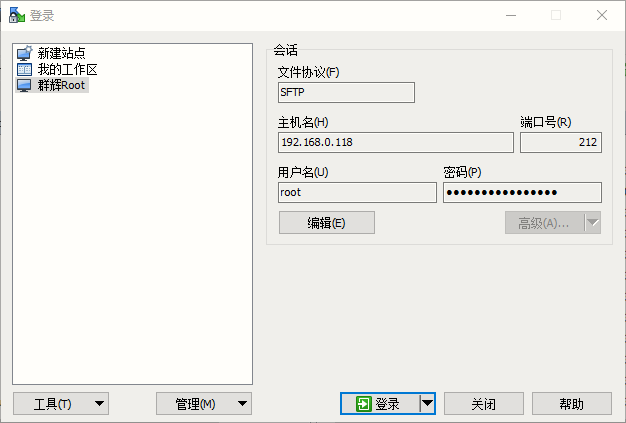 登录
新建站点
我的工作区
群辉Root
会话
文件协议(F)
SFTP
主机名(H)
端口号(R)
192.168.0.118
212
用户名(U)
密码(P)
root
••••••••••••••••
编辑(E)
高级(A)...
工具(T)
管理(M)
登录
关闭
帮助